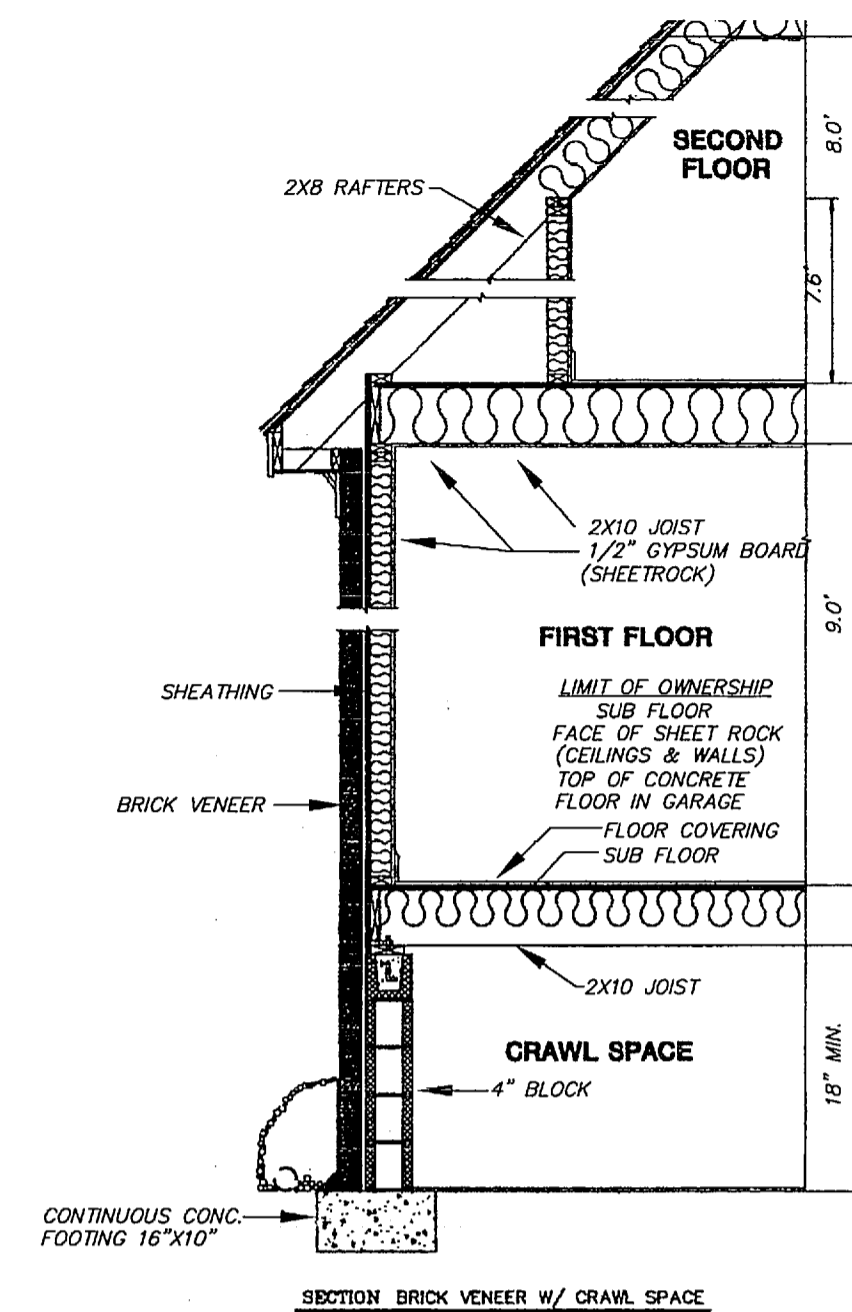 SECOND
FLOOR
8.0'
2X8 RAFTERS
7.6'
2X10 JOIST
1/2" GYPSUM BOARD
(SHEETROCK)
9.0'
FIRST FLOOR
SHEATHING
LIMIT OF OWNERSHIP
SUB FLOOR
FACE OF SHEET ROCK
(CEILINGS & WALLS)
TOP OF CONCRETE
FLOOR IN GARAGE
BRICK VENEER
FLOOR COVERING
SUB FLOOR
2X10 JOIST
CRAWL SPACE
18" MIN.
4" BLOCK
CONTINUOUS CONC.
FOOTING 16"X10"
SECTION BRICK VENEER W/ CRAWL SPACE